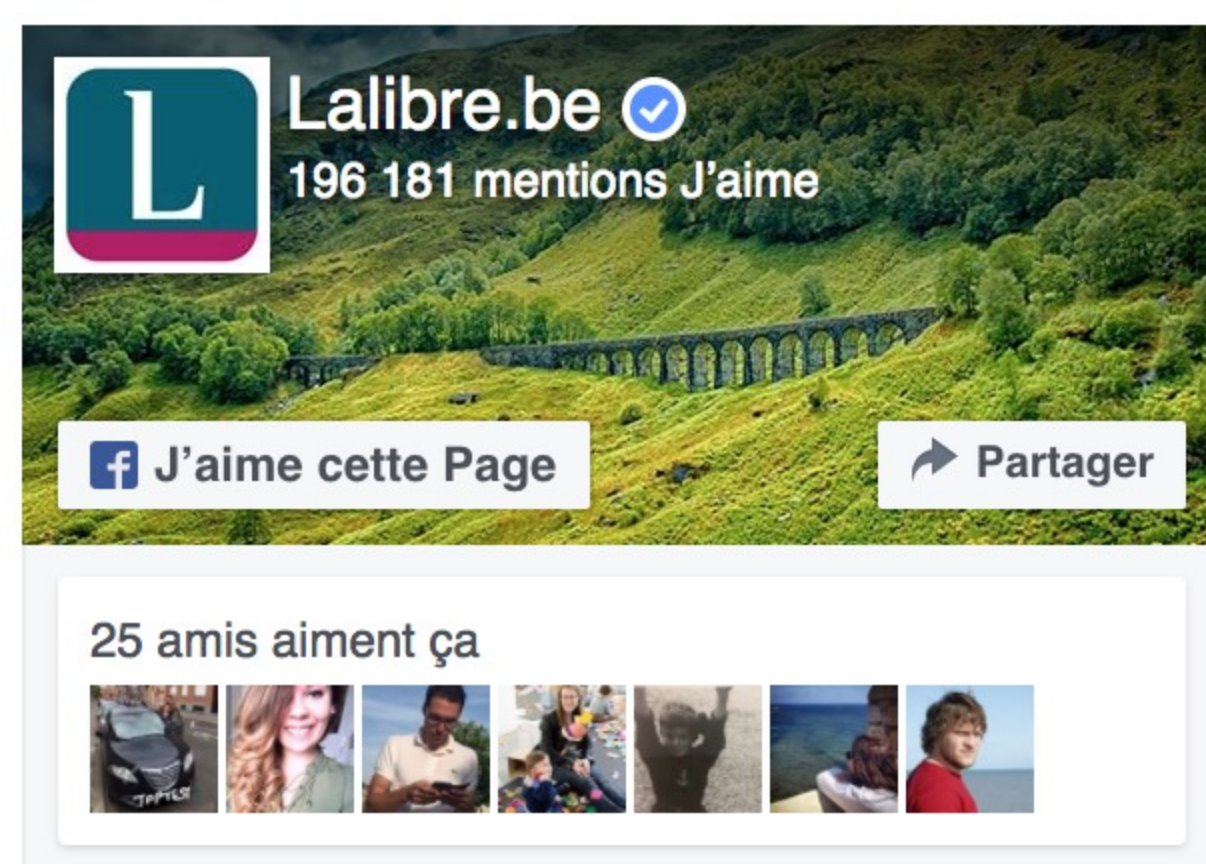 L
Lalibre.be
196 181 mentions J'aime
J'aime cette Page
Partager
25 amis aiment ça